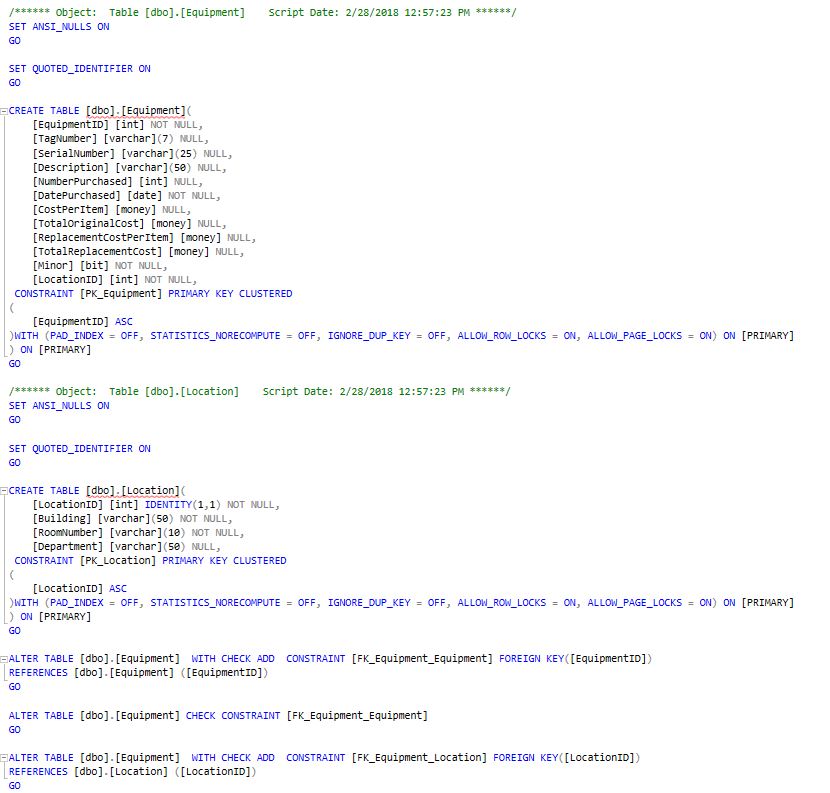 /****** Object:  Table [dbo].[Equipment]    Script Date: 2/28/2018 12:57:23 PM ******/
SET ANSI_NULLS ON
GO
SET QUOTED_IDENTIFIER ON
GO
CREATE TABLE [dbo].[Equipment](
[EquipmentID] [int] NOT NULL,
[TagNumber] [varchar](7) NULL,
[SerialNumber] [varchar](25) NULL,
[Description] [varchar](50) NULL,
[NumberPurchased] [int] NULL,
[DatePurchased] [date] NOT NULL,
[CostPerItem] [money] NULL,
[TotalOriginalCost] [money] NULL,
[ReplacementCostPerItem] [money] NULL,
[TotalReplacementCost] [money] NULL,
[Minor] [bit] NOT NULL,
[LocationID] [int] NOT NULL,
CONSTRAINT [PK_Equipment] PRIMARY KEY CLUSTERED
(
[EquipmentID] ASC
)WITH (PAD_INDEX = OFF, STATISTICS_NORECOMPUTE = OFF, IGNORE_DUP_KEY = OFF, ALLOW_ROW_LOCKS = ON, ALLOW_PAGE_LOCKS = ON) ON [PRIMARY]
) ON [PRIMARY]
GO
/****** Object:  Table [dbo].[Location]    Script Date: 2/28/2018 12:57:23 PM ******/
SET ANSI_NULLS ON
GO
SET QUOTED_IDENTIFIER ON
GO
CREATE TABLE [dbo].[Location](
[LocationID] [int] IDENTITY(1,1) NOT NULL,
[Building] [varchar](50) NOT NULL,
[RoomNumber] [varchar](10) NOT NULL,
[Department] [varchar](50) NULL,
CONSTRAINT [PK_Location] PRIMARY KEY CLUSTERED
(
[LocationID] ASC
)WITH (PAD_INDEX = OFF, STATISTICS_NORECOMPUTE = OFF, IGNORE_DUP_KEY = OFF, ALLOW_ROW_LOCKS = ON, ALLOW_PAGE_LOCKS = ON) ON [PRIMARY]
) ON [PRIMARY]
GO
ALTER TABLE [dbo].[Equipment]  WITH CHECK ADD  CONSTRAINT [FK_Equipment_Equipment] FOREIGN KEY([EquipmentID])
REFERENCES [dbo].[Equipment] ([EquipmentID])
GO
ALTER TABLE [dbo].[Equipment] CHECK CONSTRAINT [FK_Equipment_Equipment]
GO
ALTER TABLE [dbo].[Equipment]  WITH CHECK ADD  CONSTRAINT [FK_Equipment_Location] FOREIGN KEY([LocationID])
REFERENCES [dbo].[Location] ([LocationID])
GO